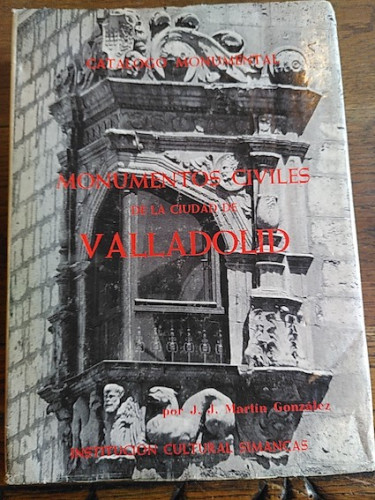 CATALOGO MONUMENTAL
MONUMENTOS CIVILES
DE LA CIUDAD DE
VALLADOLID
por J. J. Martín González
INSTITUCION CULTURAL SIMANCAS